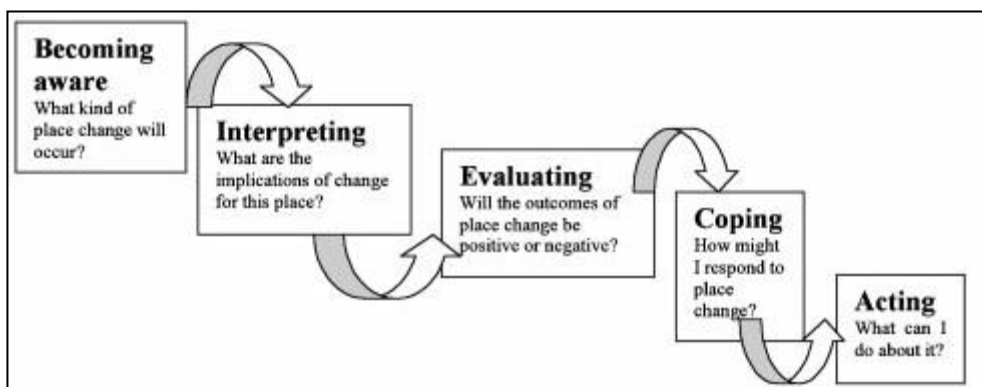 Becoming
aware
What kind of
place change will
occur?
Interpreting
What are the
implications of change
for this place?
Evaluating
Will the outcomes of
place change be
positive or negative?
Coping
How might
I respond to
place
change?
Acting
What can I
do about it?